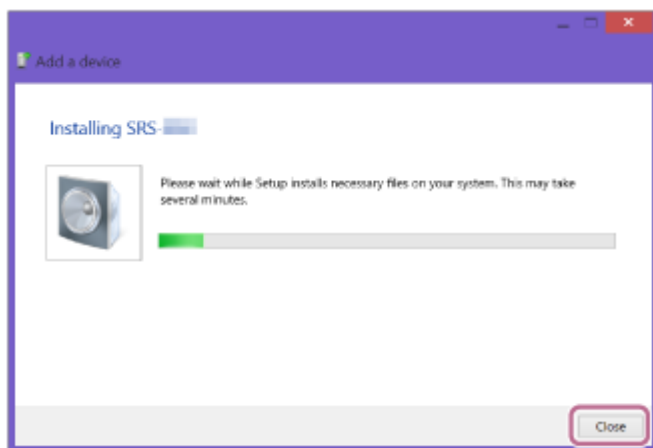 Add a device
Installing SRS-
Please wait while Setup installs necessary files on your system. This may take
several minutes.
Close